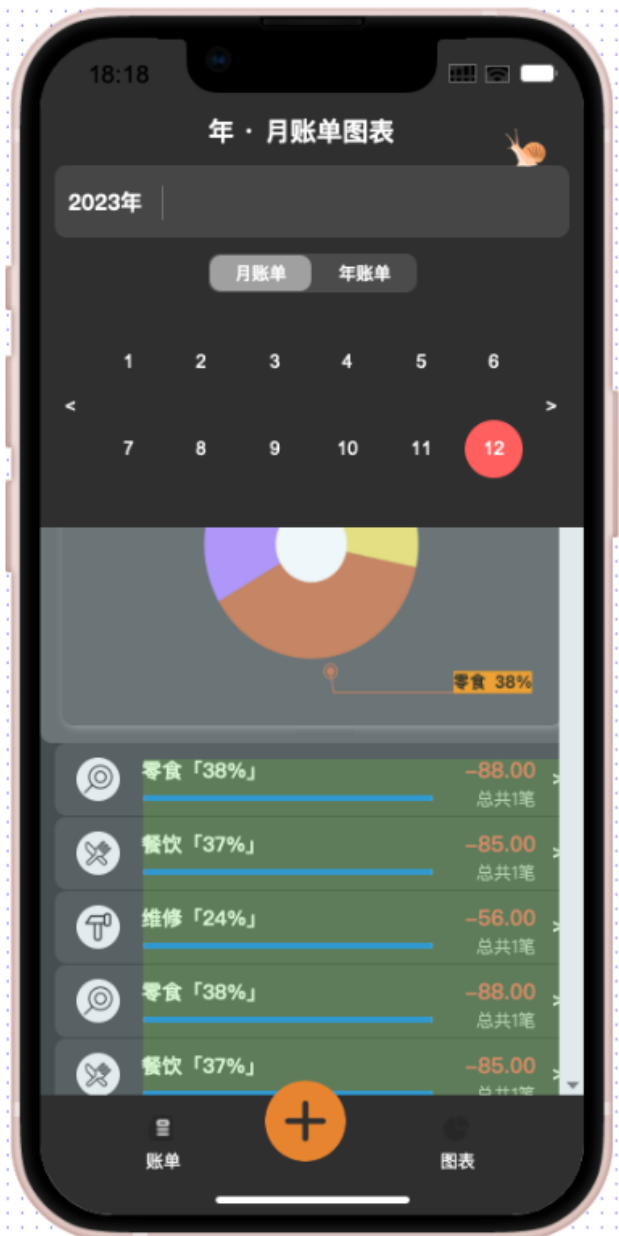 18:18
年 · 月账单图表
2023年
月账单 年账单
1 2 3 4 5 6
< >
7 8 9 10 11 12
零食 38%
零食「38%」 -88.00 >
总共1笔
餐饮「37%」 -85.00
总共1笔
维修「24%」 -56.00
总共1笔
零食「38%」 -88.00
总共1笔
餐饮「37%」 -85.00
总共1笔
账单 图表